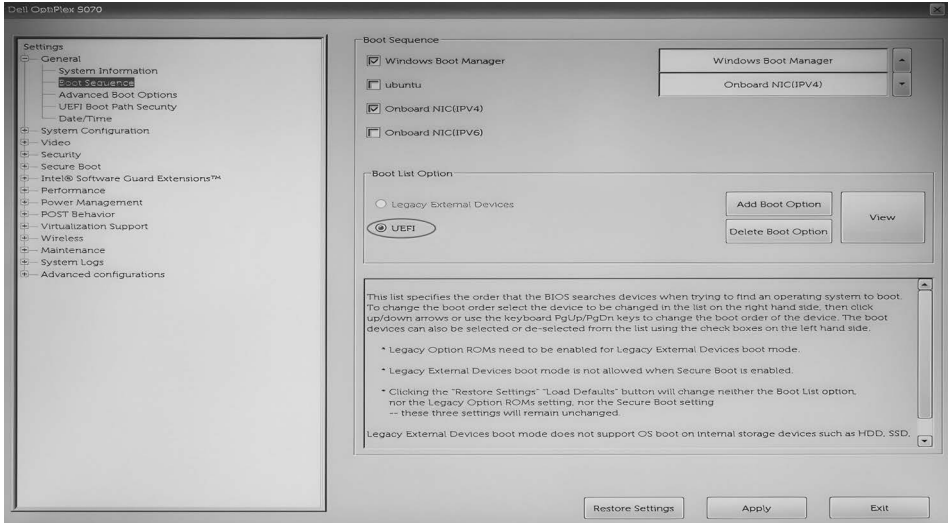 Dell OptiPlex 9070
Settings
General
System Information
Boot Sequence
Advanced Boot Options
UEFI Boot Path Security
Date/Time
System Configuration
Video
Security
Secure Boot
Intel® Software Guard Extensions™
Performance
Power Management
POST Behavior
Virtualization Support
Wireless
Maintenance
System Logs
Advanced configurations
Boot Sequence
Windows Boot Manager
ubuntu
Onboard NIC(IPV4)
Onboard NIC(IPV6)
Windows Boot Manager
Onboard NIC(IPV4)
Boot List Option
Legacy External Devices
UEFI
Add Boot Option
Delete Boot Option
View
This list specifies the order that the BIOS searches devices when trying to find an operating system to boot.
To change the boot order select the device to be changed in the list on the right hand side, then click
up/down arrows or use the keyboard PgUp/PgDn keys to change the boot order of the device. The boot
devices can also be selected or de-selected from the list using the check boxes on the left hand side.
* Legacy Option ROMs need to be enabled for Legacy External Devices boot mode.
* Legacy External Devices boot mode is not allowed when Secure Boot is enabled.
* Clicking the "Restore Settings" "Load Defaults" button will change neither the Boot List option,
nor the Legacy Option ROMs setting, nor the Secure Boot setting
-- these three settings will remain unchanged.
Legacy External Devices boot mode does not support OS boot on internal storage devices such as HDD, SSD,
Restore Settings
Apply
Exit